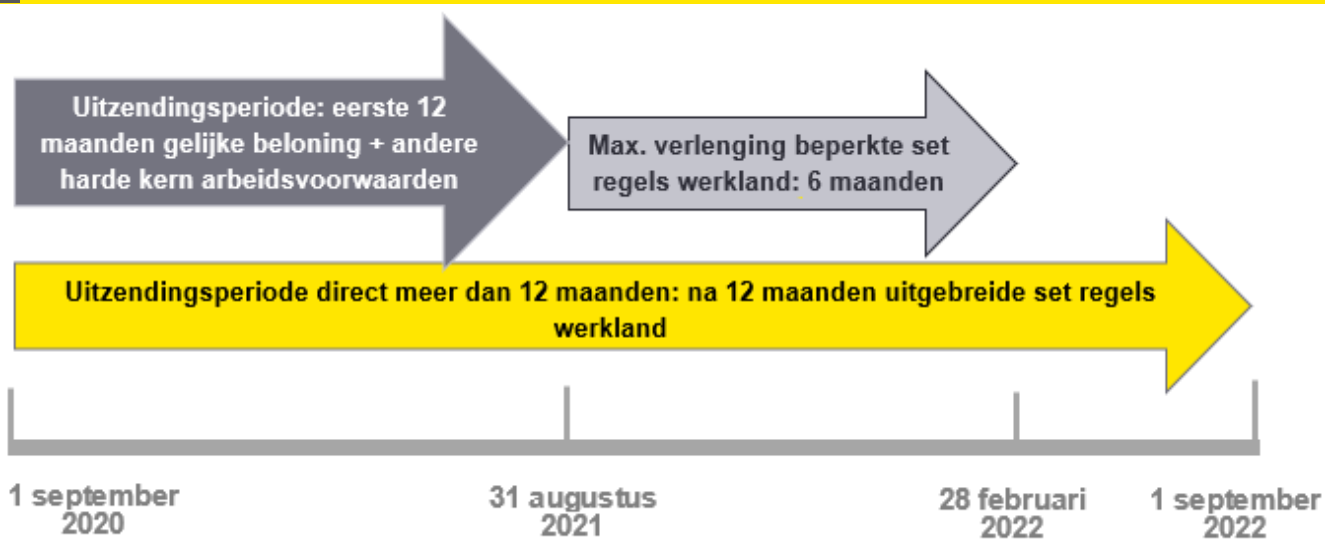 Uitzendingsperiode: eerste 12
maanden gelijke beloning + andere
harde kern arbeidsvoorwaarden
Max. verlenging beperkte set
regels werkland: 6 maanden
Uitzendingsperiode direct meer dan 12 maanden: na 12 maanden uitgebreide set regels
werkland
1 september
2020
31 augustus
2021
28 februari
2022
1 september
2022